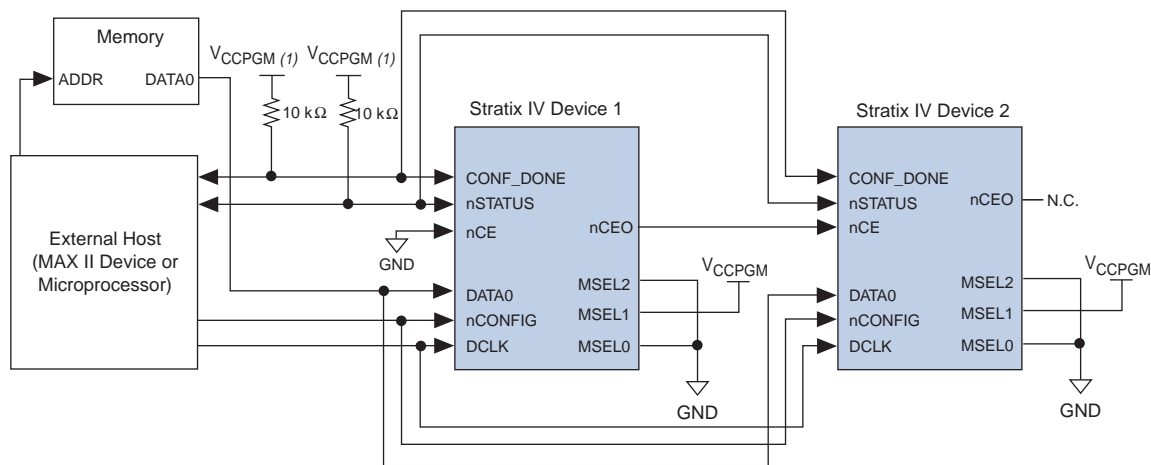 Memory
ADDR DATA0
VCCPGM (1) VCCPGM (1)
10 kΩ 10 kΩ
External Host
(MAX II Device or
Microprocessor)
Stratix IV Device 1
CONF_DONE
nSTATUS
nCE nCEO
GND
DATA0
nCONFIG
DCLK
MSEL2
MSEL1
MSEL0
VCCPGM
GND
Stratix IV Device 2
CONF_DONE
nSTATUS
nCE
nCEO N.C.
DATA0
nCONFIG
DCLK
MSEL2
MSEL1
MSEL0
VCCPGM
GND